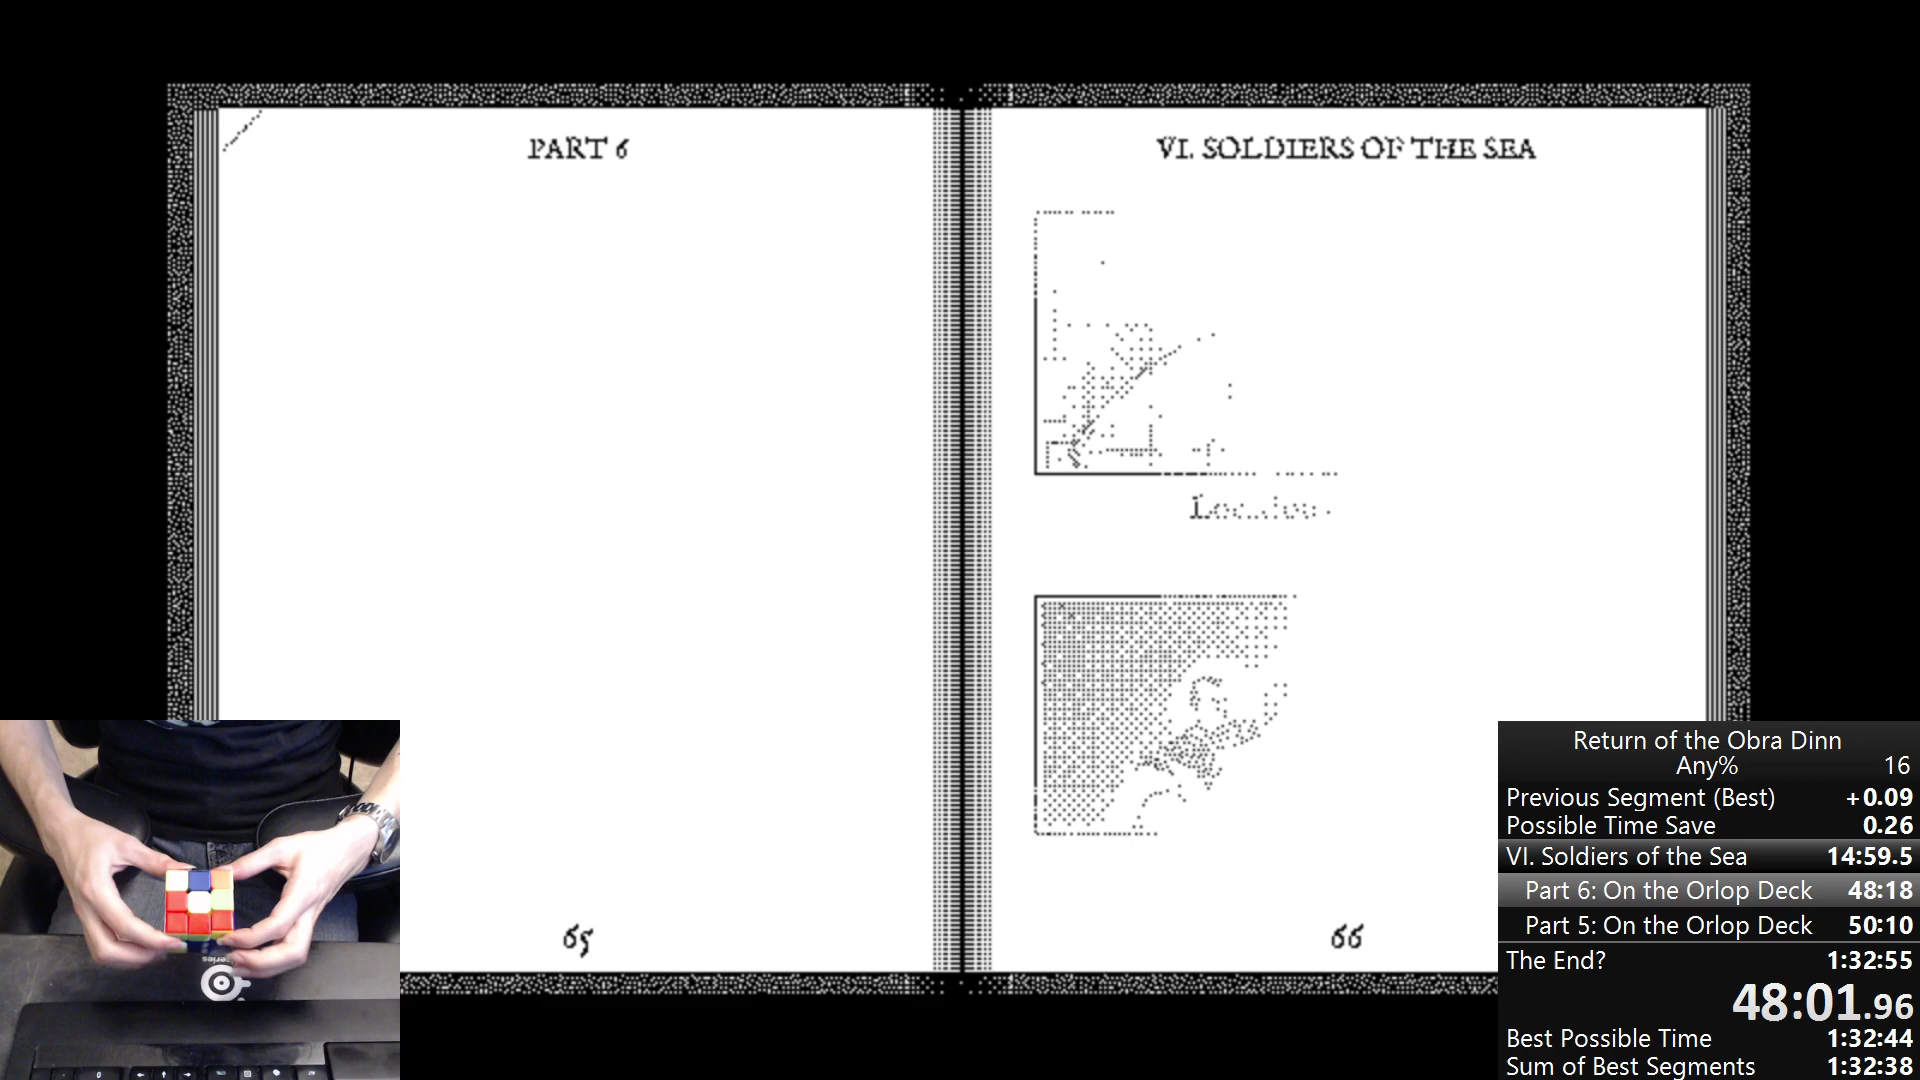 PART 6
VI. SOLDIERS OF THE SEA
Location
65
66
Return of the Obra Dinn
Any% 16
Previous Segment (Best) +0.09
Possible Time Save 0.26
VI. Soldiers of the Sea 14:59.5
Part 6: On the Orlop Deck 48:18
Part 5: On the Orlop Deck 50:10
The End? 1:32:55
48:01.96
Best Possible Time 1:32:44
Sum of Best Segments 1:32:38